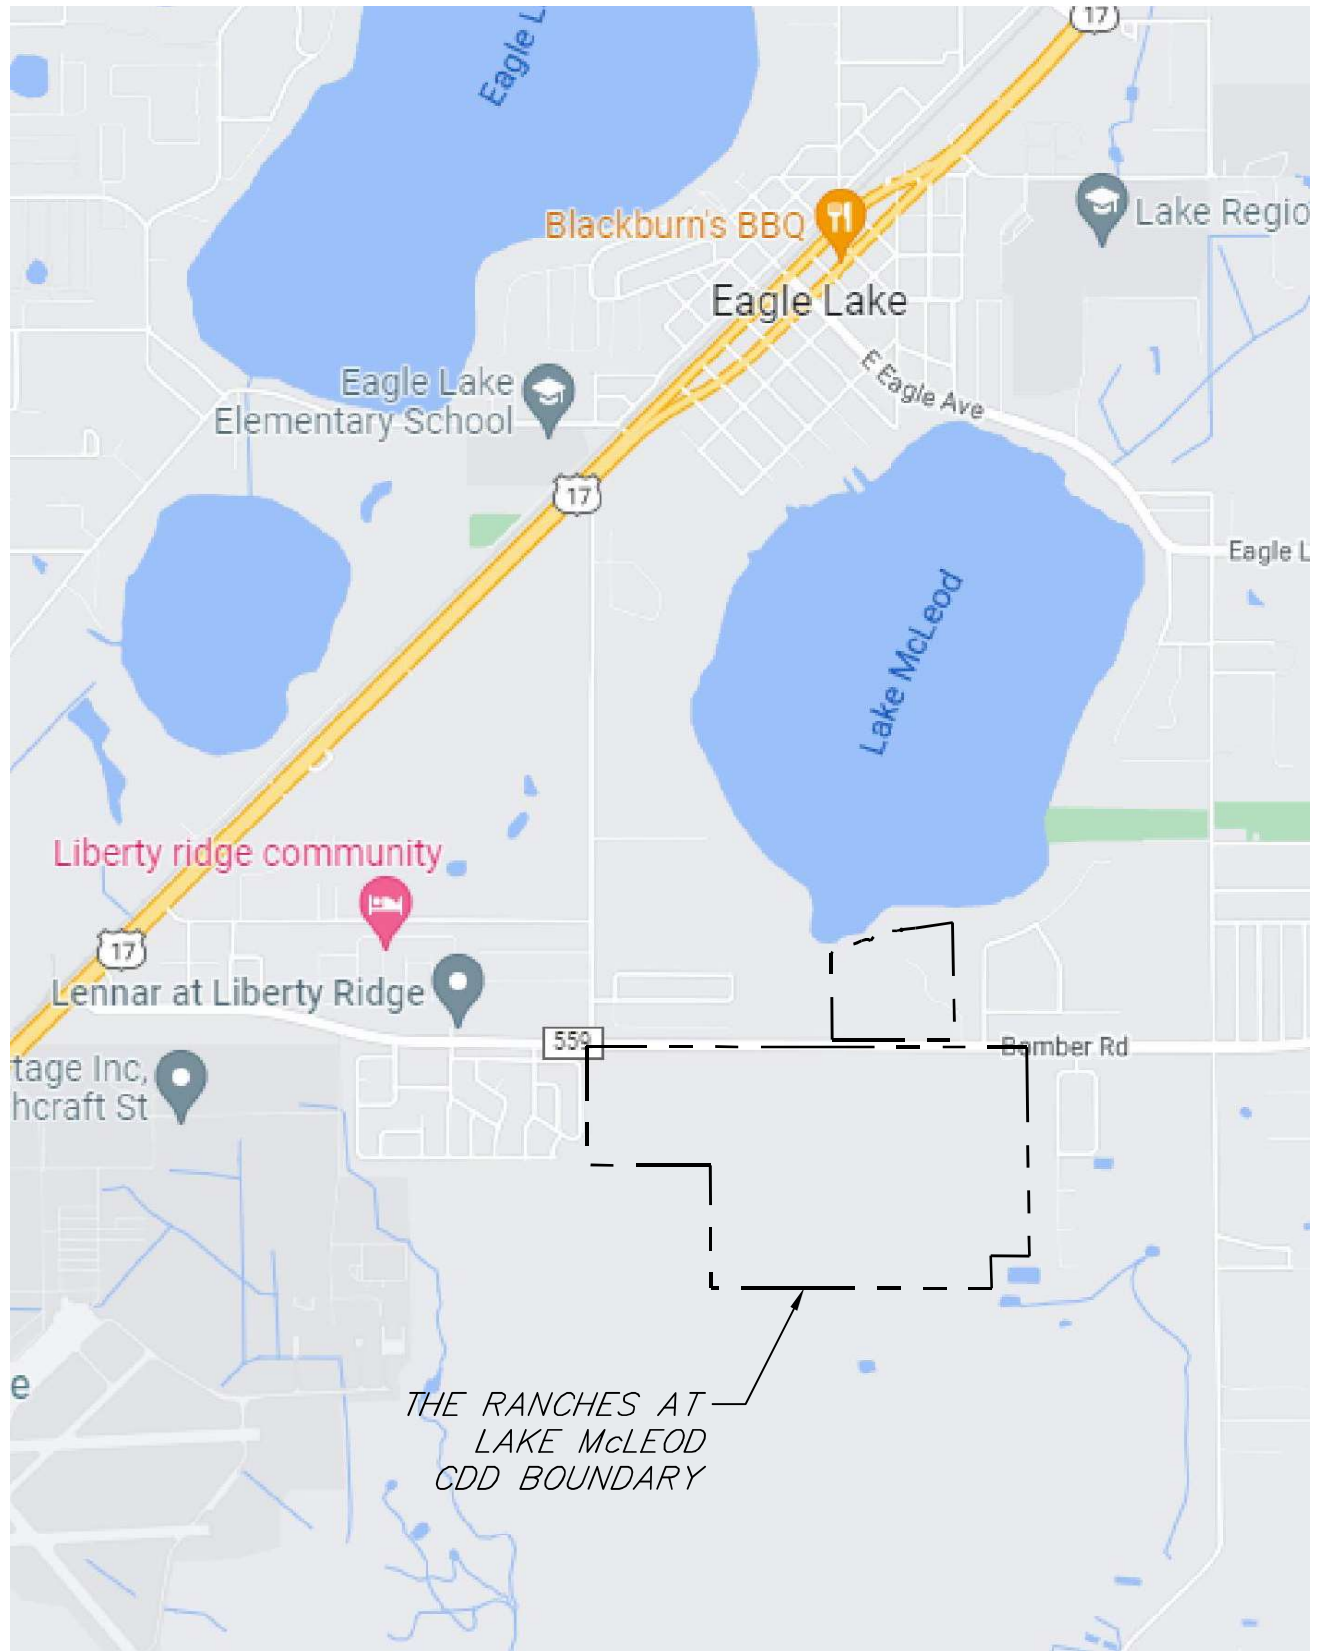 17
Eagle L
Blackburn's BBQ
Lake Regio
Eagle Lake
E Eagle Ave
Eagle Lake
Elementary School
17
Eagle L
Lake McLeod
Liberty ridge community
17
Lennar at Liberty Ridge
559
Bomber Rd
tage Inc,
hcraft St
e
THE RANCHES AT
LAKE McLEOD
CDD BOUNDARY